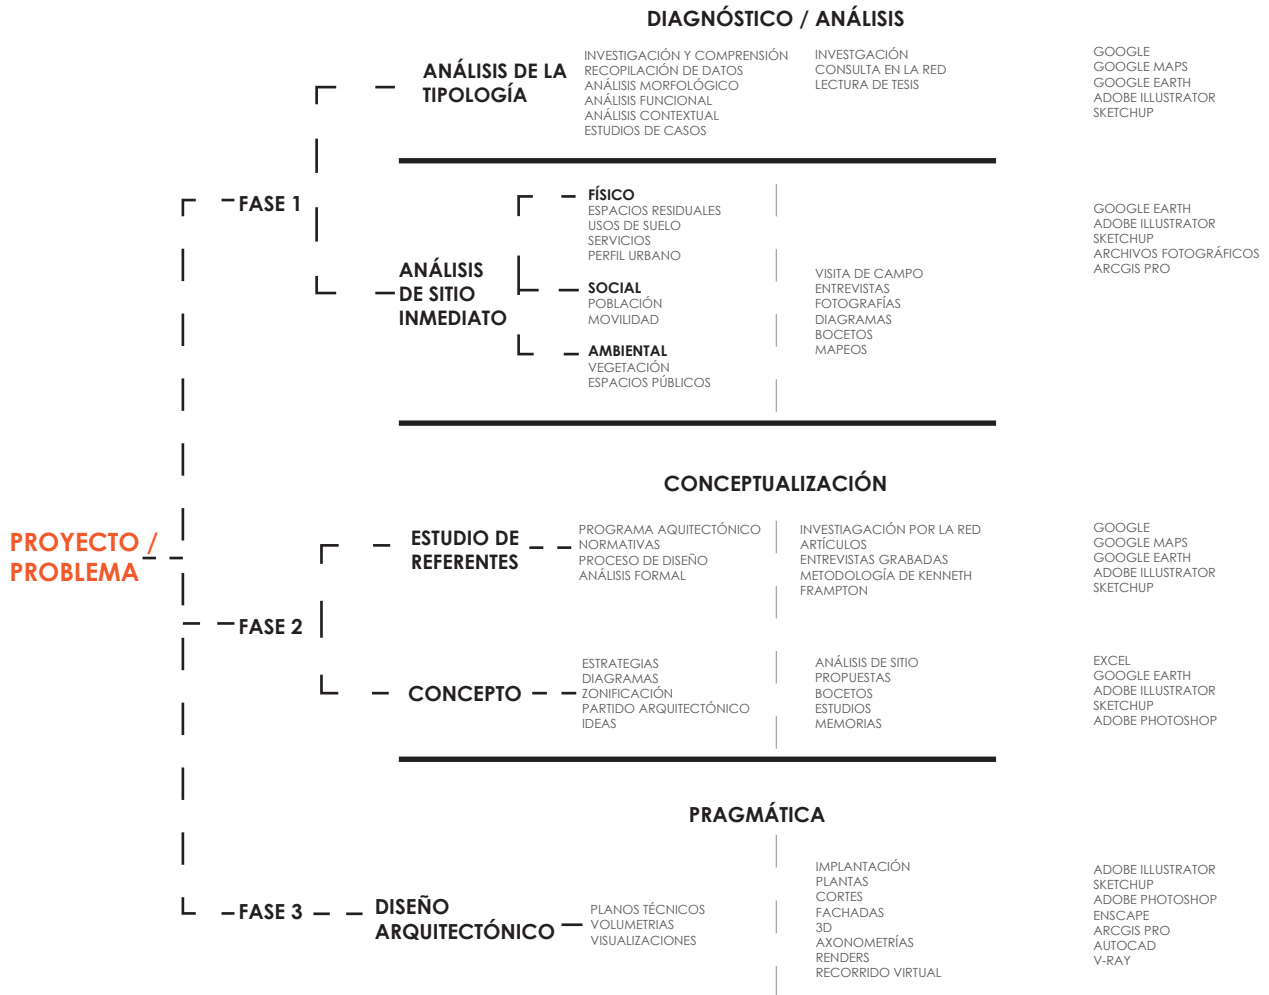 DIAGNÓSTICO / ANÁLISIS
ANÁLISIS DE LA
TIPOLOGÍA
INVESTIGACIÓN Y COMPRENSIÓN
RECOPILACIÓN DE DATOS
ANÁLISIS MORFOLÓGICO
ANÁLISIS FUNCIONAL
ANÁLISIS CONTEXTUAL
ESTUDIOS DE CASOS
INVESTGACIÓN
CONSULTA EN LA RED
LECTURA DE TESIS
GOOGLE
GOOGLE MAPS
GOOGLE EARTH
ADOBE ILLUSTRATOR
SKETCHUP
FASE 1
ANÁLISIS
DE SITIO
INMEDIATO
FÍSICO
ESPACIOS RESIDUALES
USOS DE SUELO
SERVICIOS
PERFIL URBANO
SOCIAL
POBLACIÓN
MOVILIDAD
AMBIENTAL
VEGETACIÓN
ESPACIOS PÚBLICOS
VISITA DE CAMPO
ENTREVISTAS
FOTOGRAFÍAS
DIAGRAMAS
BOCETOS
MAPEOS
GOOGLE EARTH
ADOBE ILLUSTRATOR
SKETCHUP
ARCHIVOS FOTOGRÁFICOS
ARCGIS PRO
CONCEPTUALIZACIÓN
PROYECTO /
PROBLEMA
FASE 2
ESTUDIO DE
REFERENTES
PROGRAMA AQUITECTÓNICO
NORMATIVAS
PROCESO DE DISEÑO
ANÁLISIS FORMAL
INVESTIAGACIÓN POR LA RED
ARTÍCULOS
ENTREVISTAS GRABADAS
METODOLOGÍA DE KENNETH
FRAMPTON
GOOGLE
GOOGLE MAPS
GOOGLE EARTH
ADOBE ILLUSTRATOR
SKETCHUP
CONCEPTO
ESTRATEGIAS
DIAGRAMAS
ZONIFICACIÓN
PARTIDO ARQUITECTÓNICO
IDEAS
ANÁLISIS DE SITIO
PROPUESTAS
BOCETOS
ESTUDIOS
MEMORIAS
EXCEL
GOOGLE EARTH
ADOBE ILLUSTRATOR
SKETCHUP
ADOBE PHOTOSHOP
PRAGMÁTICA
FASE 3
DISEÑO
ARQUITECTÓNICO
PLANOS TÉCNICOS
VOLUMETRIAS
VISUALIZACIONES
IMPLANTACIÓN
PLANTAS
CORTES
FACHADAS
3D
AXONOMETRÍAS
RENDERS
RECORRIDO VIRTUAL
ADOBE ILLUSTRATOR
SKETCHUP
ADOBE PHOTOSHOP
ENSCAPE
ARCGIS PRO
AUTOCAD
V-RAY